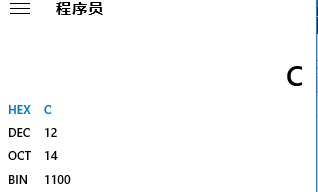 程序员
C
HEX C
DEC 12
OCT 14
BIN 1100